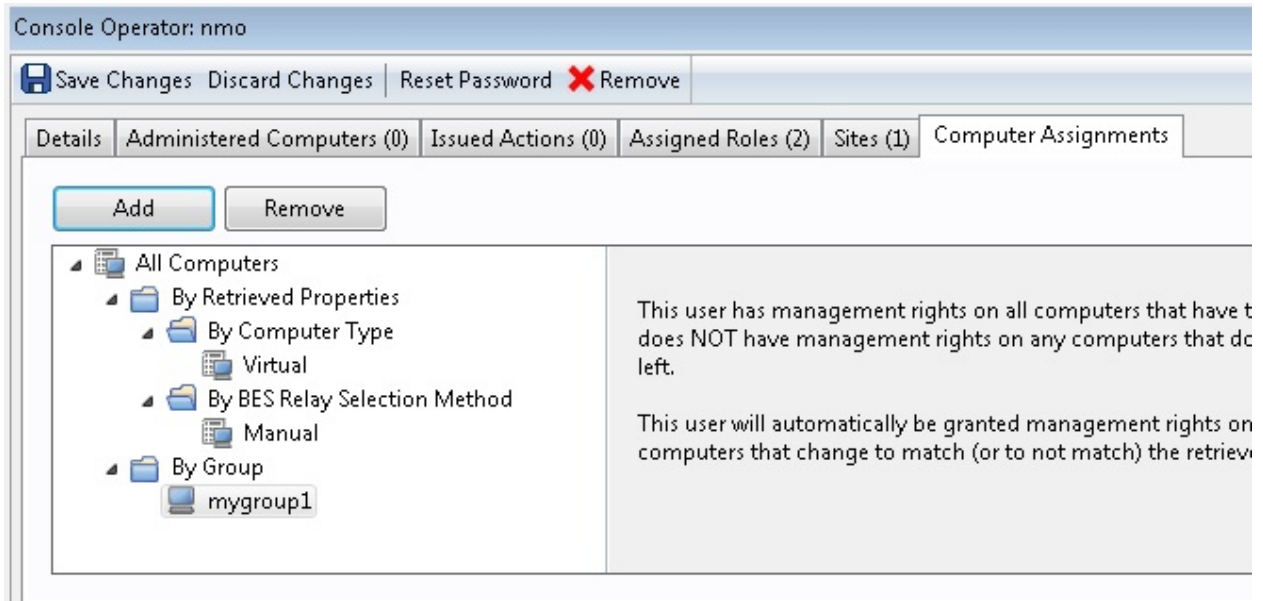 Console Operator: nmo
Save Changes Discard Changes Reset Password Remove
Details Administered Computers (0) Issued Actions (0) Assigned Roles (2) Sites (1) Computer Assignments
Add Remove
All Computers
By Retrieved Properties
By Computer Type
Virtual
By BES Relay Selection Method
Manual
By Group
mygroup1
This user has management rights on all computers that have
does NOT have management rights on any computers that
left.
This user will automatically be granted management rights on
computers that change to match (or to not match) the